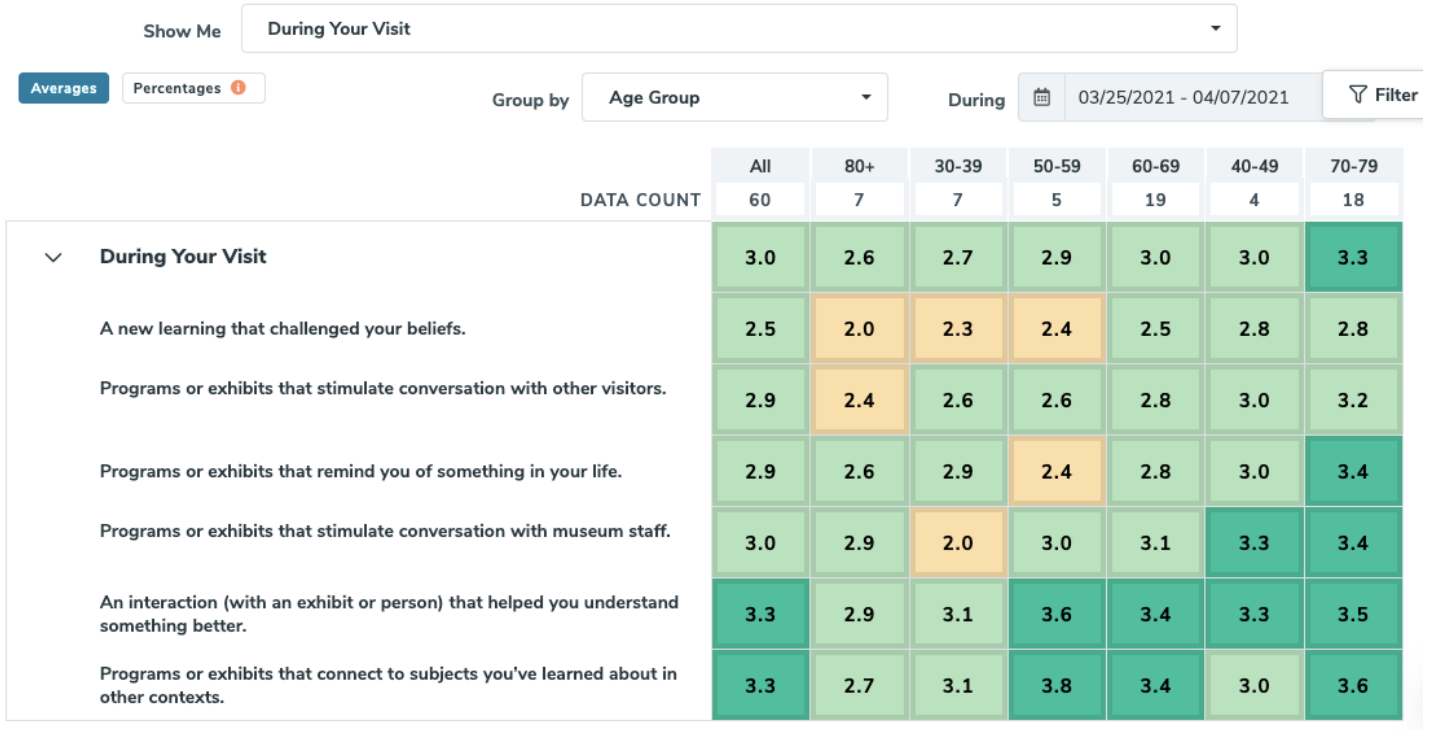 Show Me During Your Visit
Averages Percentages Group by Age Group During 03/25/2021 - 04/07/2021 Filter
All 80+ 30-39 50-59 60-69 40-49 70-79
DATA COUNT 60 7 7 5 19 4 18
During Your Visit 3.0 2.6 2.7 2.9 3.0 3.0 3.3
A new learning that challenged your beliefs. 2.5 2.0 2.3 2.4 2.5 2.8 2.8
Programs or exhibits that stimulate conversation with other visitors. 2.9 2.4 2.6 2.6 2.8 3.0 3.2
Programs or exhibits that remind you of something in your life. 2.9 2.6 2.9 2.4 2.8 3.0 3.4
Programs or exhibits that stimulate conversation with museum staff. 3.0 2.9 2.0 3.0 3.1 3.3 3.4
An interaction (with an exhibit or person) that helped you understand
something better. 3.3 2.9 3.1 3.6 3.4 3.3 3.5
Programs or exhibits that connect to subjects you've learned about in
other contexts. 3.3 2.7 3.1 3.8 3.4 3.0 3.6